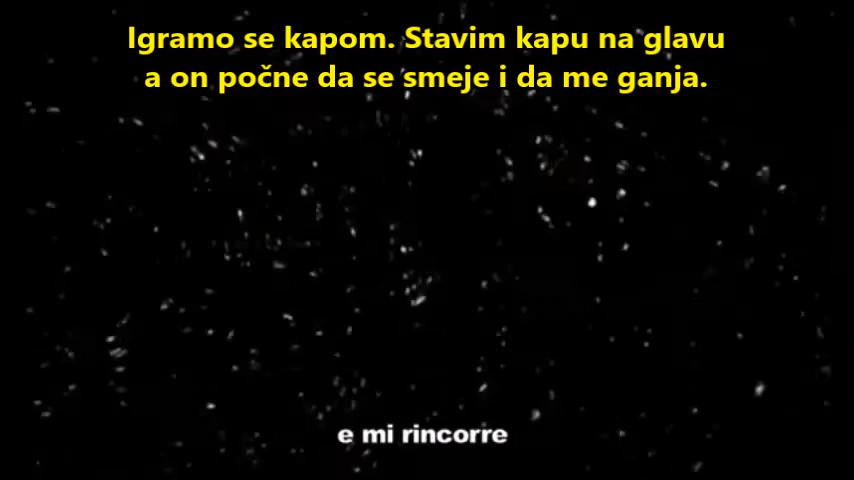 Igramo se kapom. Stavim kapu na glavu
a on počne da se smeje i da me ganja.
e mi rincorre